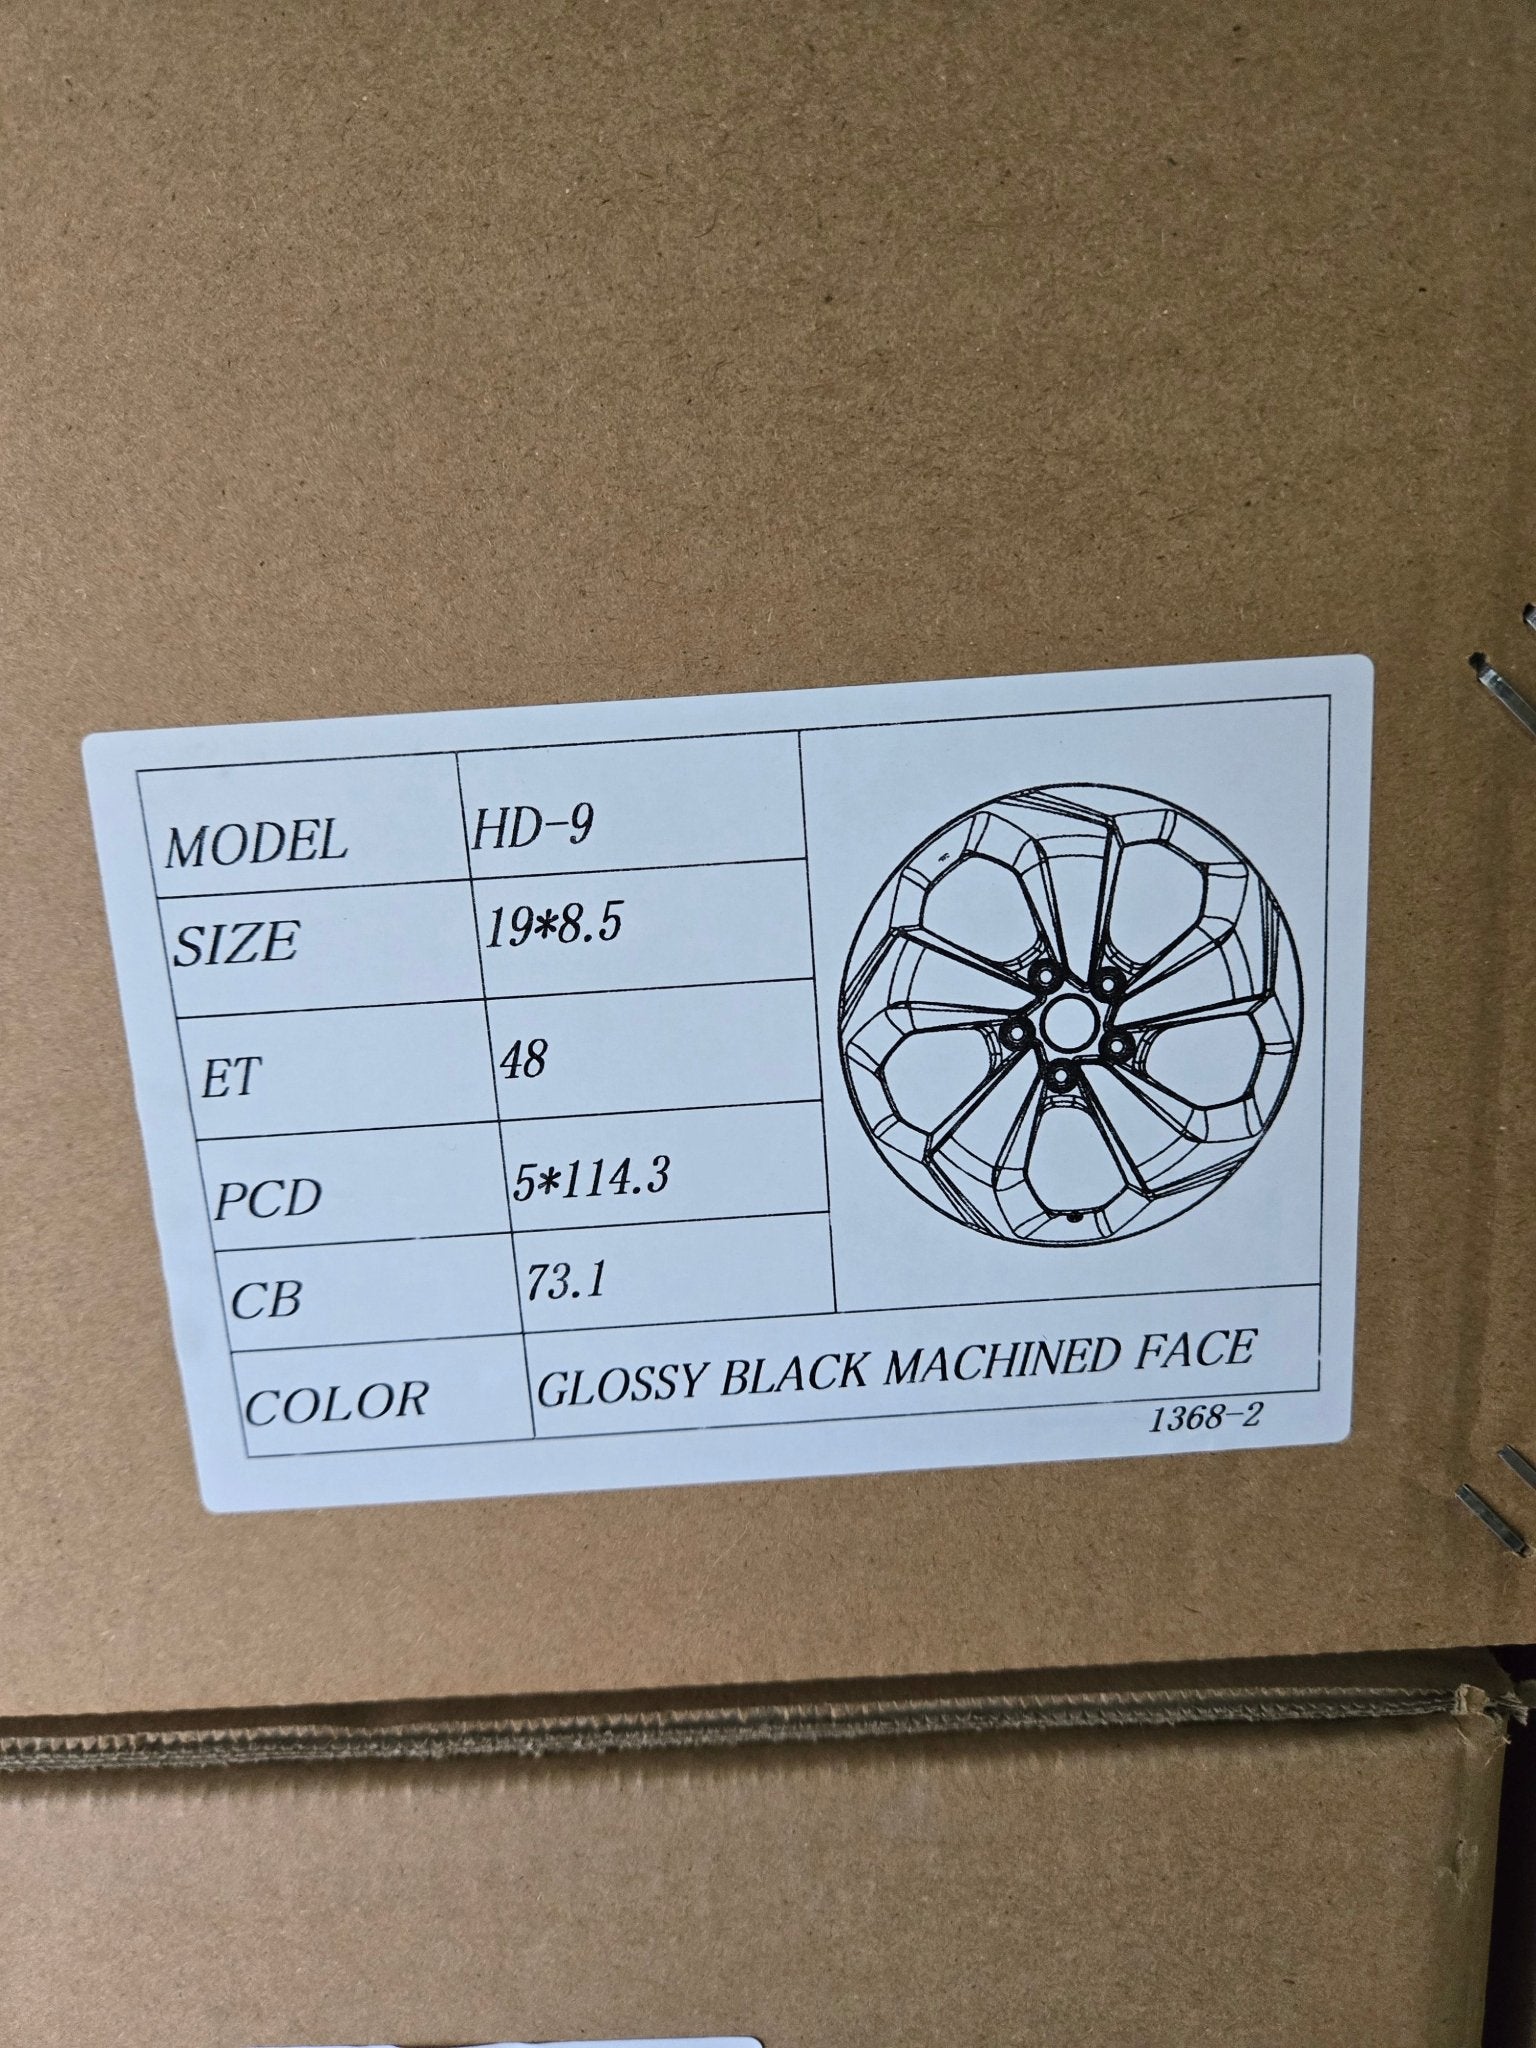 MODEL HD-9
SIZE 19*8.5
ET 48
PCD 5*114.3
CB 73.1
COLOR GLOSSY BLACK MACHINED FACE
1368-2